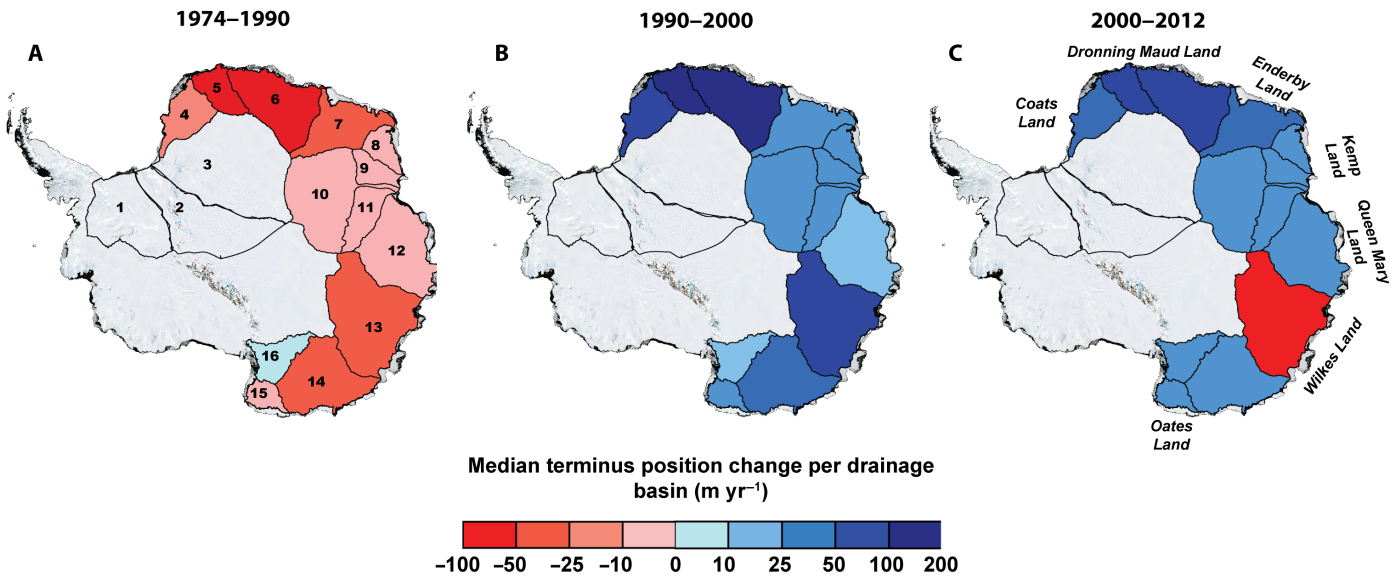 1974–1990
1990–2000
2000–2012
A
B
C
Dronning Maud Land
Enderby
Land
Coats
Land
Kemp
Land
Queen Mary
Land
Wilkes Land
Oates
Land
5
6
4
7
8
3
9
10
1
2
11
12
13
16
14
15
Median terminus position change per drainage
basin (m yr–1)
–100 –50 –25 –10 0 10 25 50 100 200